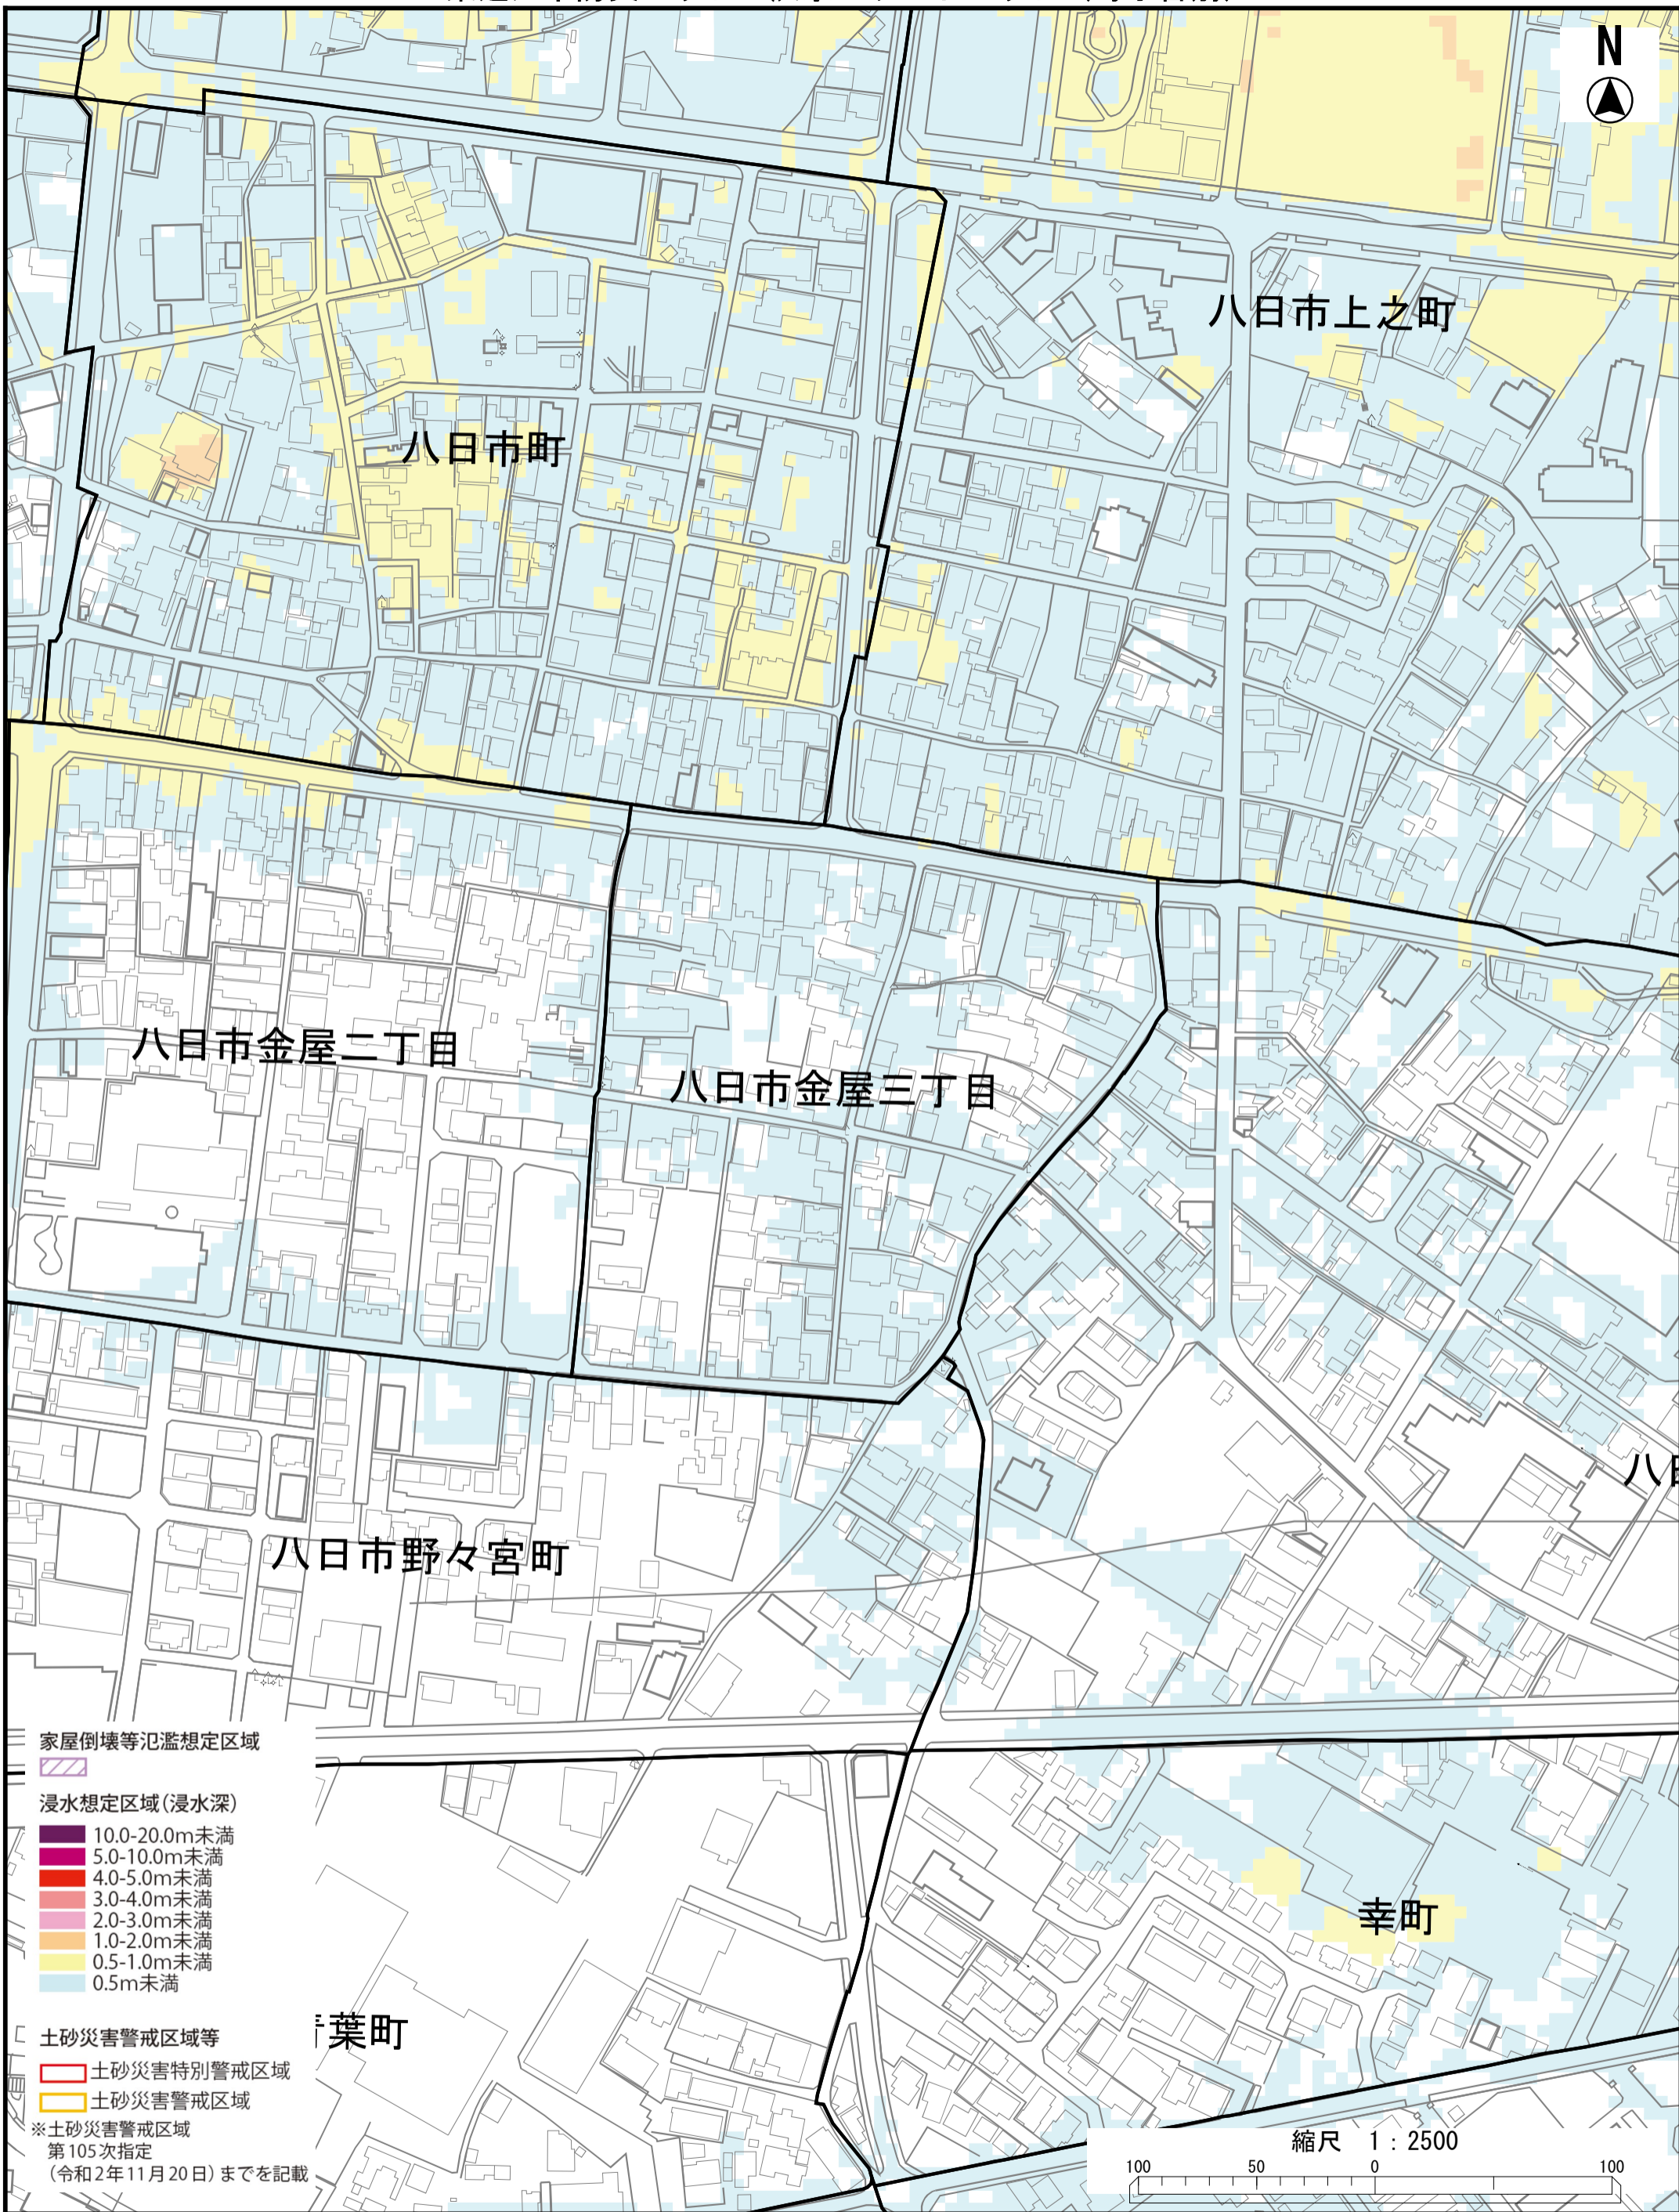 N
八日市上之町
八日市町
八日市金屋二丁目
八日市金屋三丁目
八日市野々宮町
幸町
葉町
家屋倒壊等氾濫想定区域
浸水想定区域(浸水深)
10.0-20.0m未満
5.0-10.0m未満
4.0-5.0m未満
3.0-4.0m未満
2.0-3.0m未満
1.0-2.0m未満
0.5-1.0m未満
0.5m未満
土砂災害警戒区域等
土砂災害特別警戒区域
土砂災害警戒区域
※土砂災害警戒区域
第105次指定
(令和2年11月20日)までを記載
縮尺 1:2500
100 50 0 100